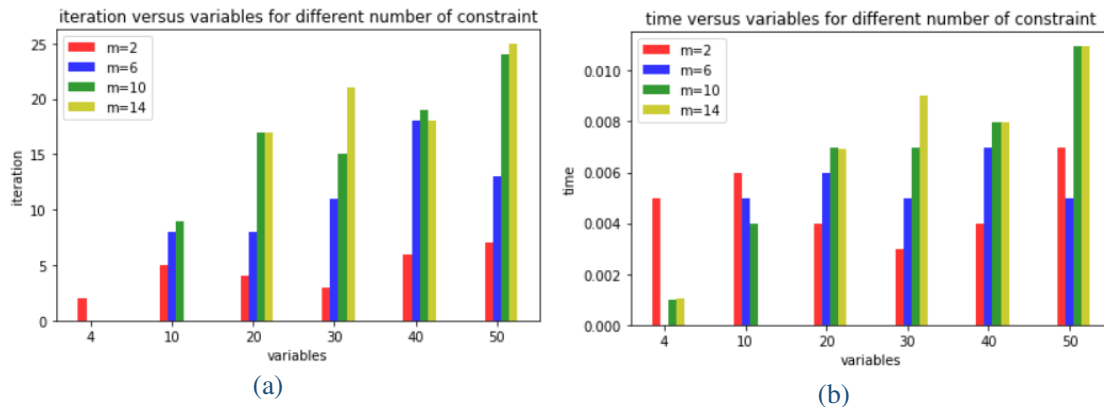 iteration versus variables for different number of constraint
25
20
15
10
5
0
iteration
m=2
m=6
m=10
m=14
4 10 20 30 40 50
variables
(a)
time versus variables for different number of constraint
0.010
0.008
0.006
0.004
0.002
0.000
time
m=2
m=6
m=10
m=14
4 10 20 30 40 50
variables
(b)